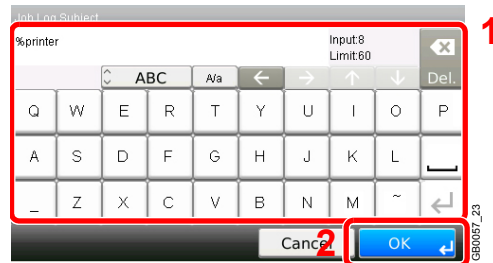 Job Log Subject
1
%printer
Input:8
Limit:60
ABC A/a ← → ↑ ↓ Del.
Q W E R T Y U I O P
A S D F G H J K L
_ Z X C V B N M ~
2
Cancel OK
GB0057_23